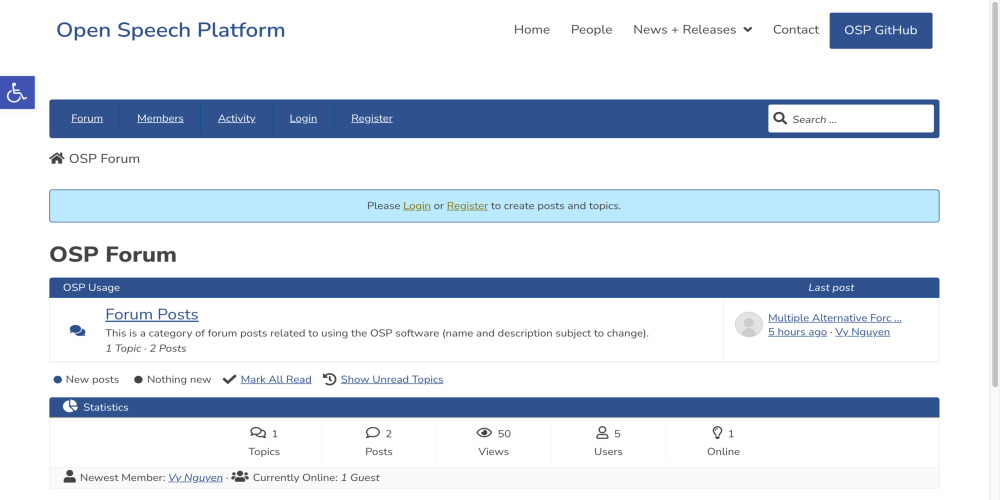 Open Speech Platform
Home People News + Releases Contact OSP GitHub
Forum Members Activity Login Register Search ...
OSP Forum
Please Login or Register to create posts and topics.
OSP Forum
OSP Usage Last post
Forum Posts
This is a category of forum posts related to using the OSP software (name and description subject to change).
1 Topic · 2 Posts
Multiple Alternative Forc ...
5 hours ago · Vy Nguyen
New posts Nothing new Mark All Read Show Unread Topics
Statistics
1 2 50 5 1
Topics Posts Views Users Online
Newest Member: Vy Nguyen · Currently Online: 1 Guest